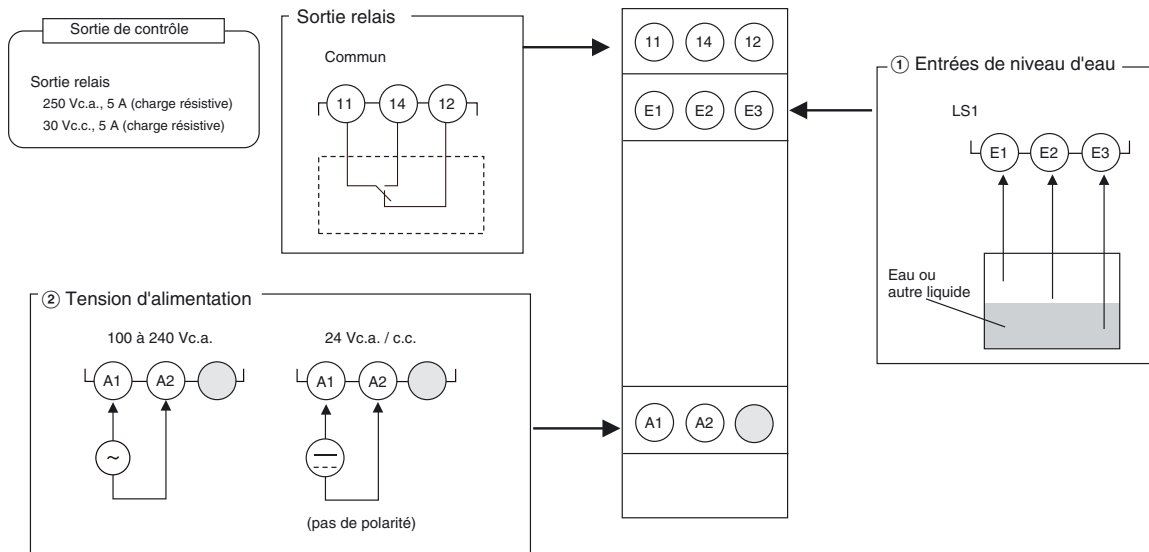 Sortie de contrôle
Sortie relais
250 Vc.a., 5 A (charge résistive)
30 Vc.c., 5 A (charge résistive)
Sortie relais
Commun
11 14 12
11 14 12
E1 E2 E3
① Entrées de niveau d'eau
LS1
E1 E2 E3
Eau ou
autre liquide
② Tension d'alimentation
100 à 240 Vc.a.
A1 A2
~
24 Vc.a. / c.c.
A1 A2
(pas de polarité)
A1 A2